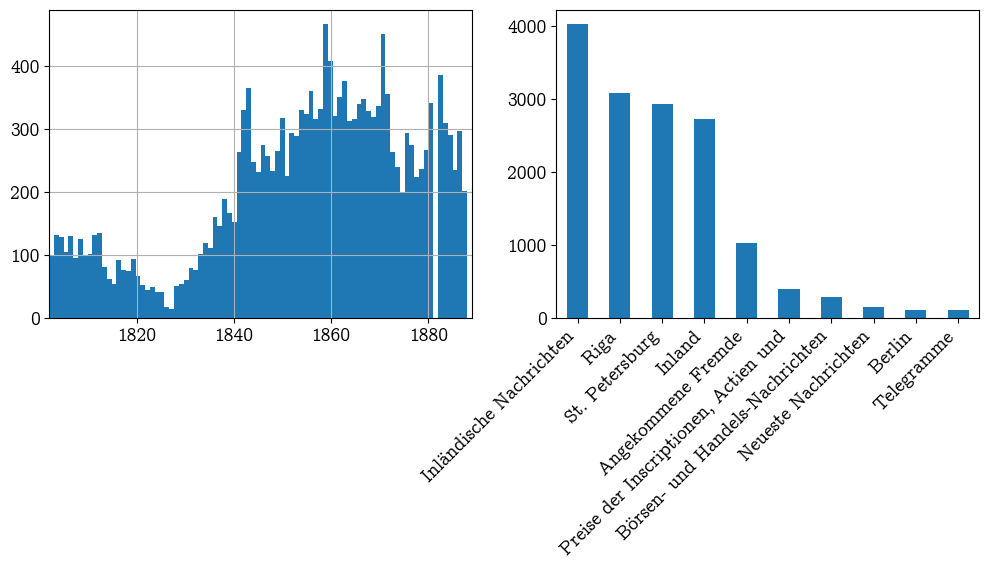 400
300
200
100
0
1820 1840 1860 1880
4000
3000
2000
1000
0
Inländische Nachrichten
Riga
St. Petersburg
Inland
Angekommene Fremde
Preise der Inscriptionen, Actien und
Börsen- und Handels-Nachrichten
Neueste Nachrichten
Berlin
Telegramme